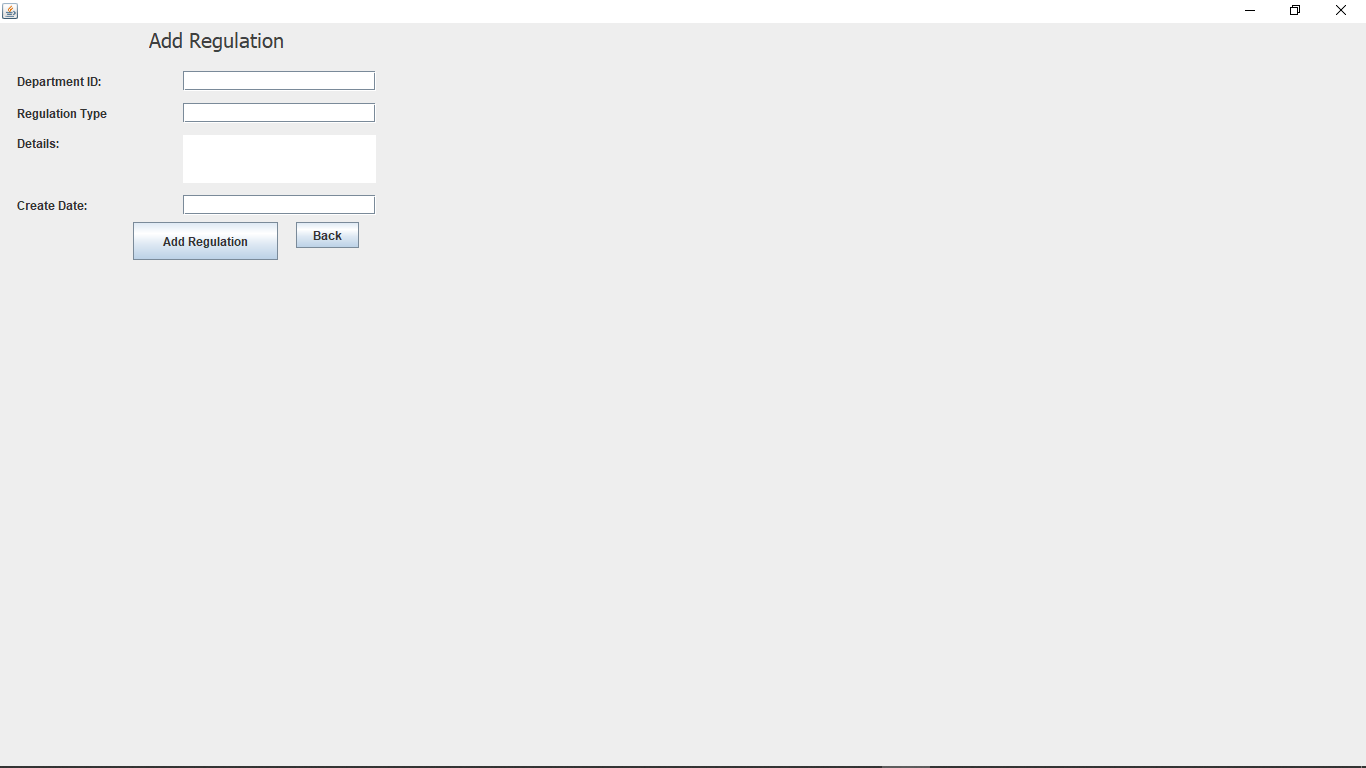 Add Regulation
Department ID:
Regulation Type
Details:
Create Date:
Add Regulation Back